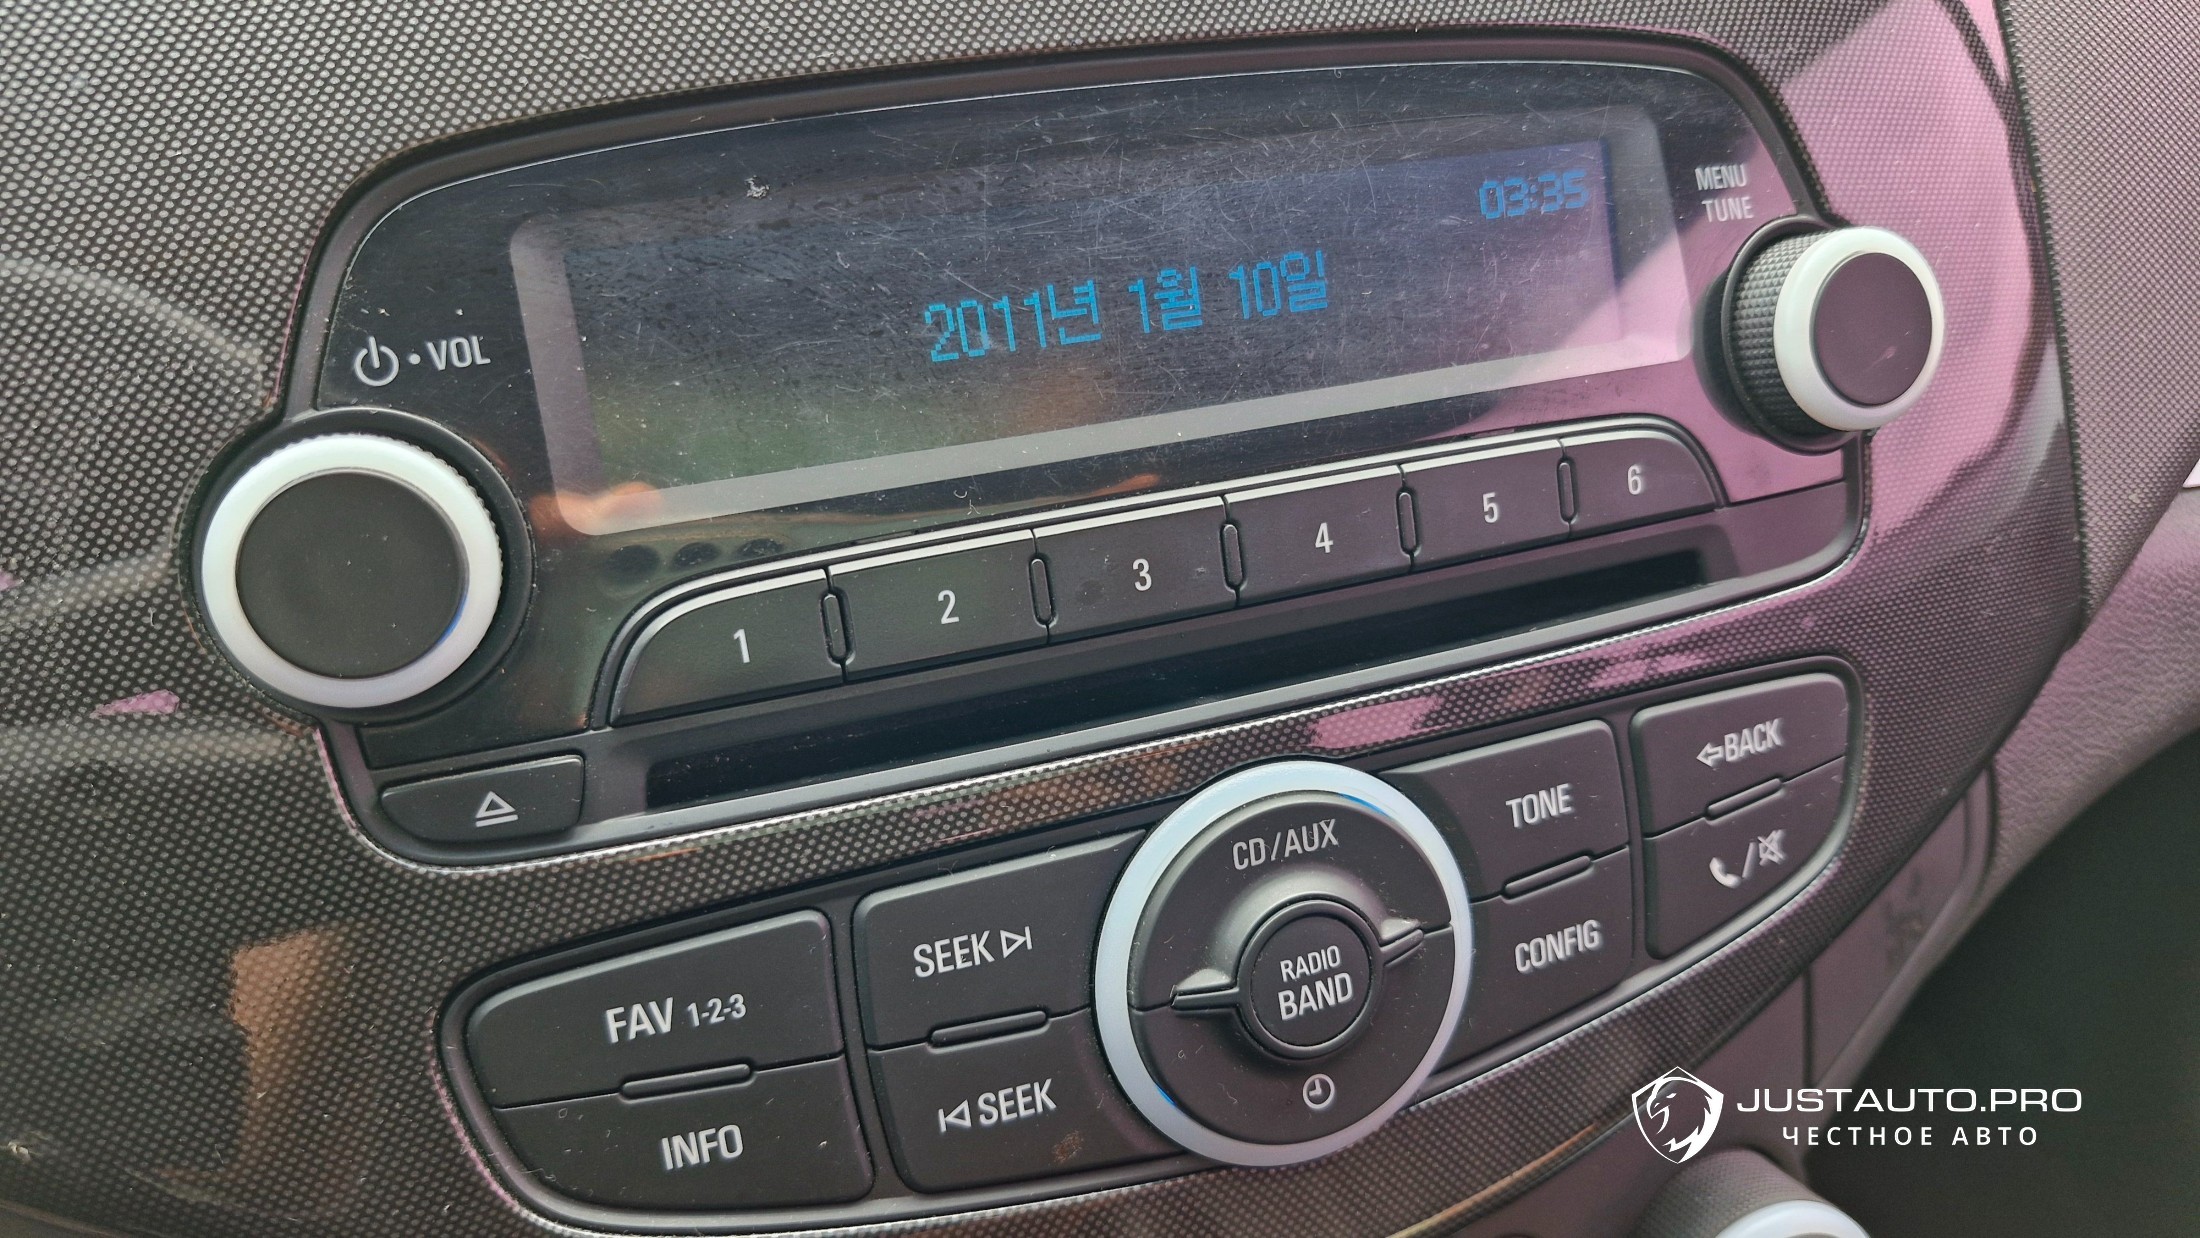 03:35
MENU
TUNE
2011년 1월 10일
VOL
1 2 3 4 5 6
BACK
TONE
CD/AUX
SEEK
CONFIG
RADIO
BAND
FAV 1-2-3
SEEK
INFO
JUSTAUTO.PRO
ЧЕСТНОЕ АВТО